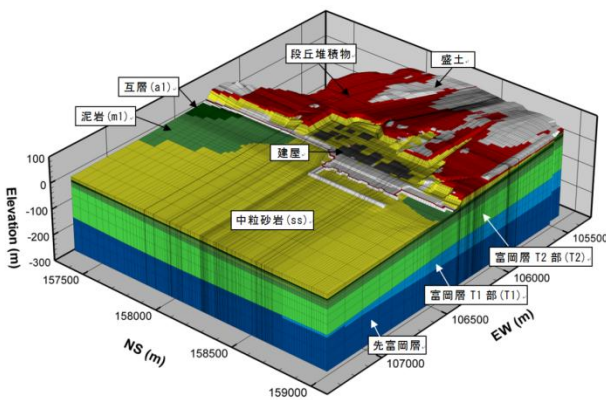 盛土
段丘堆積物
互層(a1)
泥岩(m1)
建屋
中粒砂岩(ss)
富岡層 T2 部(T2)
富岡層 T1 部(T1)
先富岡層
Elevation (m)
100
0
-100
-200
-300
157500
158000
158500
159000
NS (m)
105500
106000
106500
107000
EW (m)